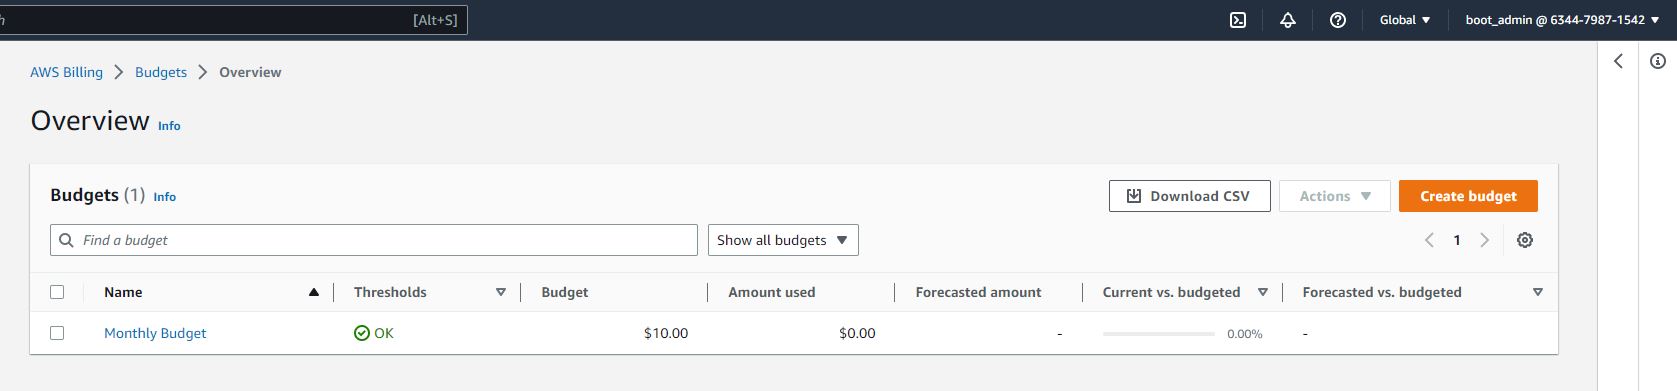 [Alt+S] Global boot_admin @ 6344-7987-1542
AWS Billing Budgets Overview
Overview Info
Budgets (1) Info Download CSV Actions Create budget
Find a budget Show all budgets 1
Name Thresholds Budget Amount used Forecasted amount Current vs. budgeted Forecasted vs. budgeted
Monthly Budget OK $10.00 $0.00 - 0.00% -